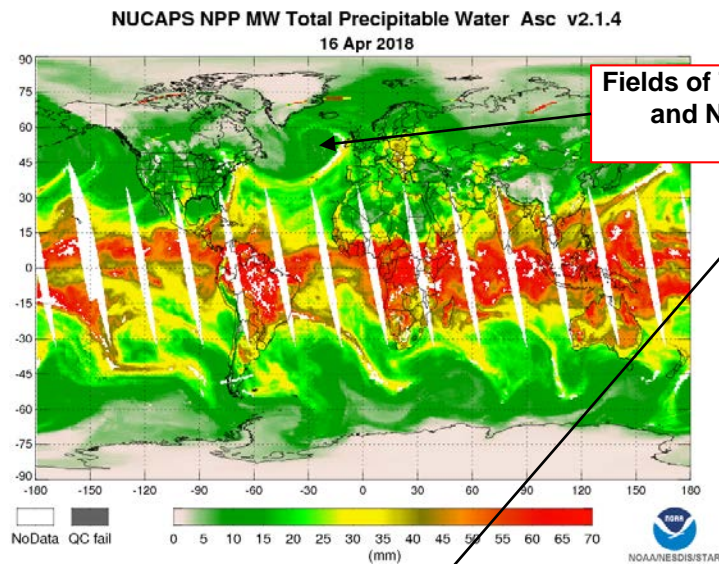 NUCAPS NPP MW Total Precipitable Water Asc v2.1.4
16 Apr 2018
Fields of
and N
90
75
60
45
30
15
0
-15
-30
-45
-60
-75
-90
-180 -150 -120 -90 -60 -30 0 30 60 90 120 150 180
NoData QC fail 0 5 10 15 20 25 30 35 40 45 50 55 60 65 70
(mm)
NOAA
NOAA/NESDIS/STAR